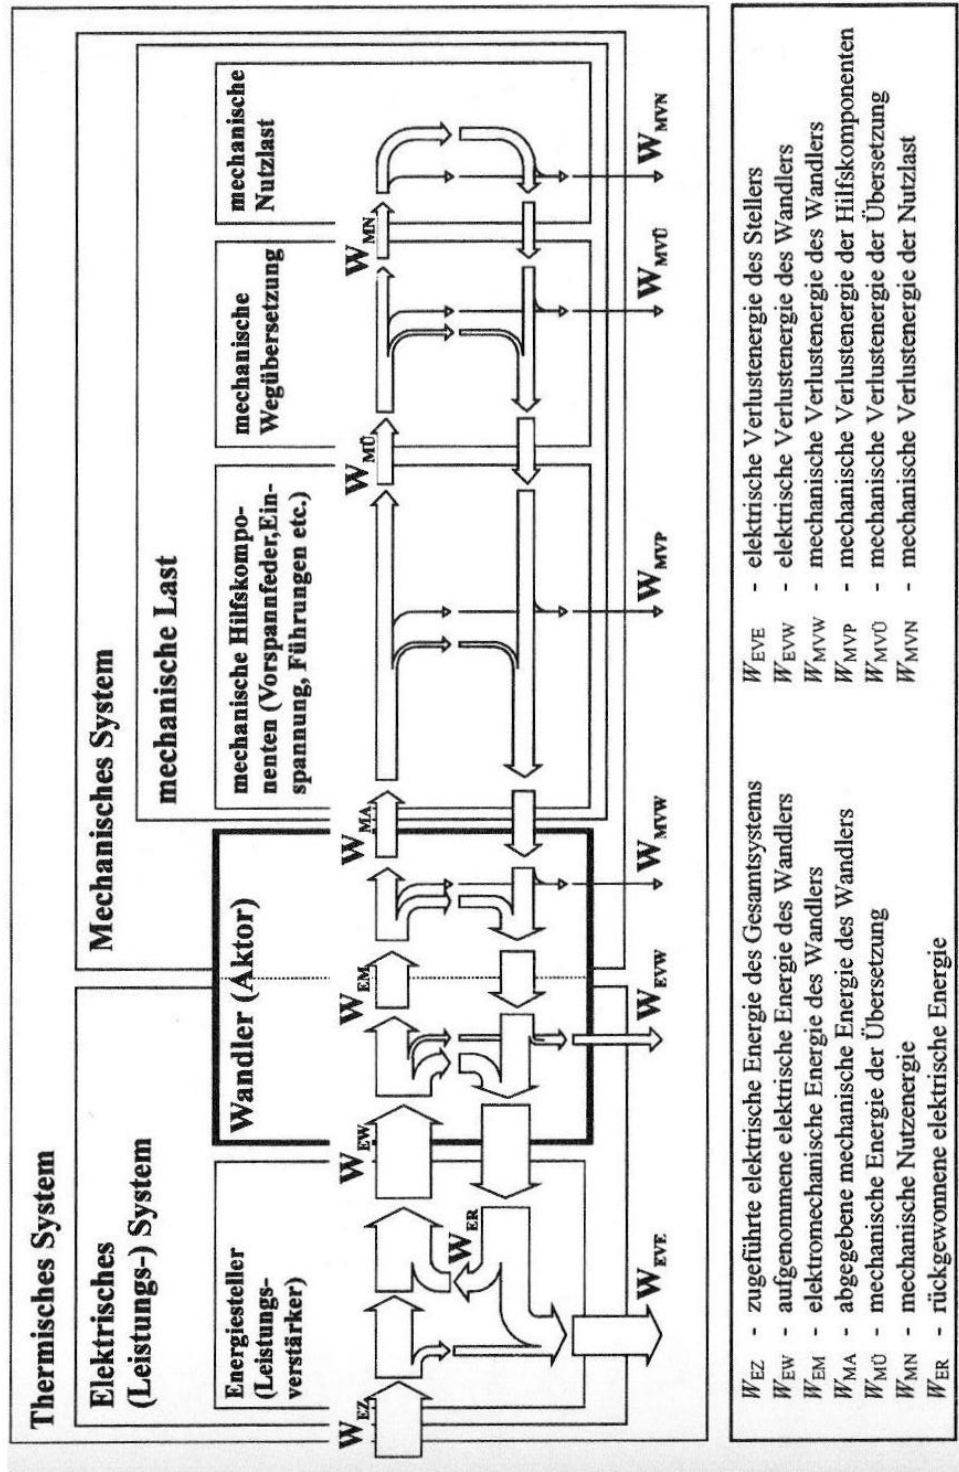 Thermisches System
Elektrisches
(Leistungs-) System
Mechanisches System
mechanische Last
Energiesteller
(Leistungs-
verstärker)
Wandler (Aktor)
mechanische Hilfskompo-
nenten (Vorspannfeder,Ein-
spannung, Führungen etc.)
mechanische
Wegübersetzung
mechanische
Nutzlast
W_EZ
W_EW
W_EM
W_MA
W_MÜ
W_MN
W_ER
W_EVE
W_EVW
W_MVW
W_MVP
W_MVÜ
W_MVN
W_EZ - zugeführte elektrische Energie des Gesamtsystems
W_EW - aufgenommene elektrische Energie des Wandlers
W_EM - elektromechanische Energie des Wandlers
W_MA - abgegebene mechanische Energie des Wandlers
W_MÜ - mechanische Energie der Übersetzung
W_MN - mechanische Nutzenergie
W_ER - rückgewonnene elektrische Energie
W_EVE - elektrische Verlustenergie des Stellers
W_EVW - elektrische Verlustenergie des Wandlers
W_MVW - mechanische Verlustenergie des Wandlers
W_MVP - mechanische Verlustenergie der Hilfskomponenten
W_MVÜ - mechanische Verlustenergie der Übersetzung
W_MVN - mechanische Verlustenergie der Nutzlast